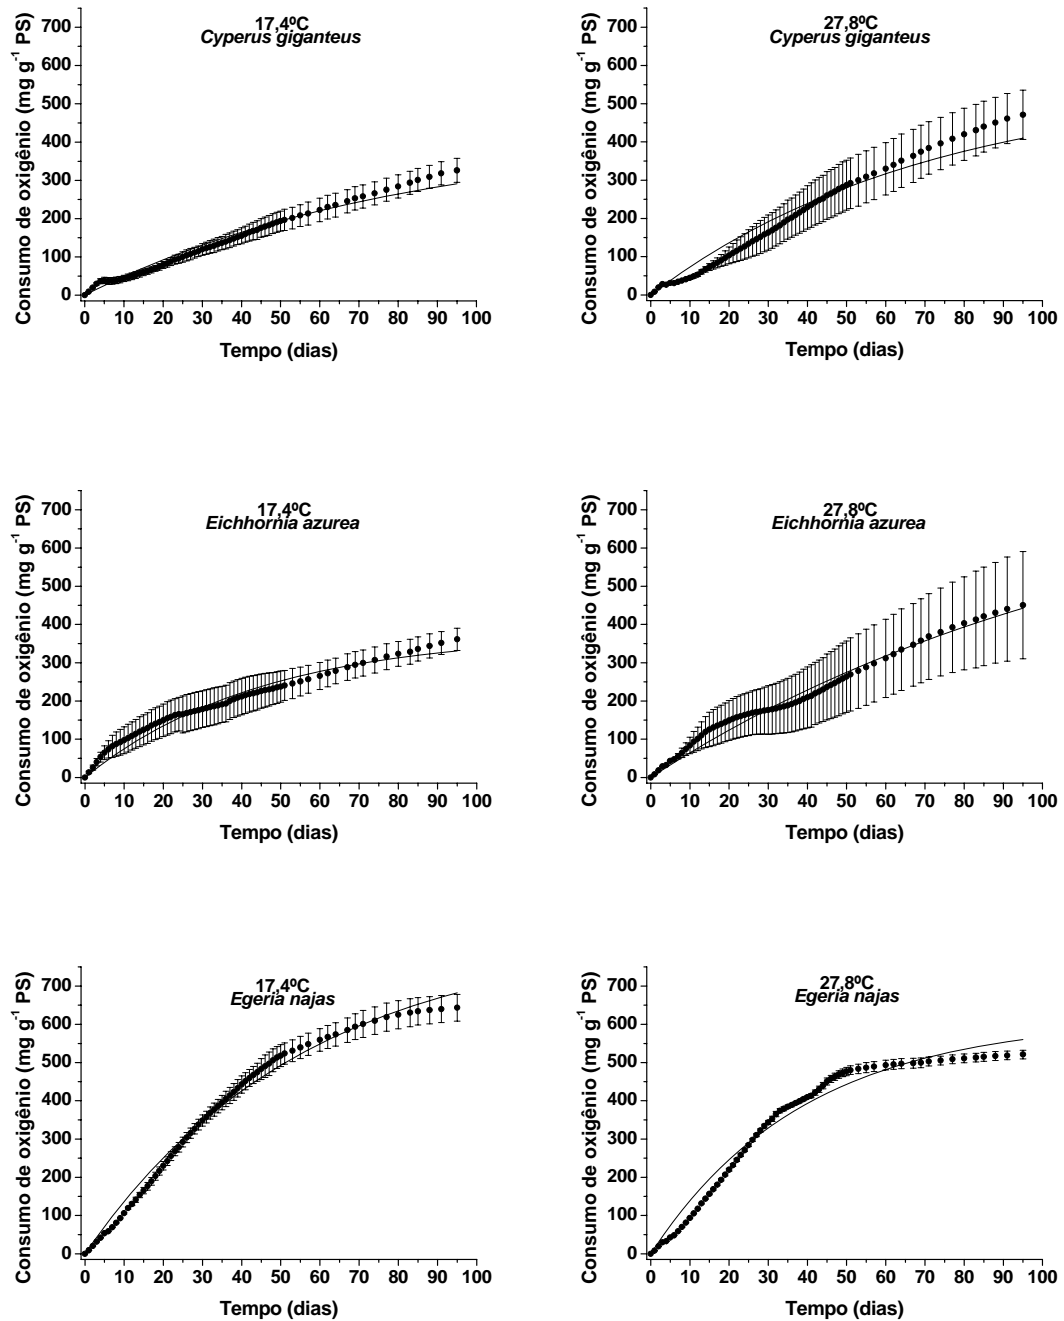 17,4ºC
Cyperus giganteus
Consumo de oxigênio (mg g⁻¹ PS)
700
600
500
400
300
200
100
0
0 10 20 30 40 50 60 70 80 90 100
Tempo (dias)
27,8ºC
Cyperus giganteus
Consumo de oxigênio (mg g⁻¹ PS)
700
600
500
400
300
200
100
0
0 10 20 30 40 50 60 70 80 90 100
Tempo (dias)
17,4ºC
Eichhornia azurea
Consumo de oxigênio (mg g⁻¹ PS)
700
600
500
400
300
200
100
0
0 10 20 30 40 50 60 70 80 90 100
Tempo (dias)
27,8ºC
Eichhornia azurea
Consumo de oxigênio (mg g⁻¹ PS)
700
600
500
400
300
200
100
0
0 10 20 30 40 50 60 70 80 90 100
Tempo (dias)
17,4ºC
Egeria najas
Consumo de oxigênio (mg g⁻¹ PS)
700
600
500
400
300
200
100
0
0 10 20 30 40 50 60 70 80 90 100
Tempo (dias)
27,8ºC
Egeria najas
Consumo de oxigênio (mg g⁻¹ PS)
700
600
500
400
300
200
100
0
0 10 20 30 40 50 60 70 80 90 100
Tempo (dias)